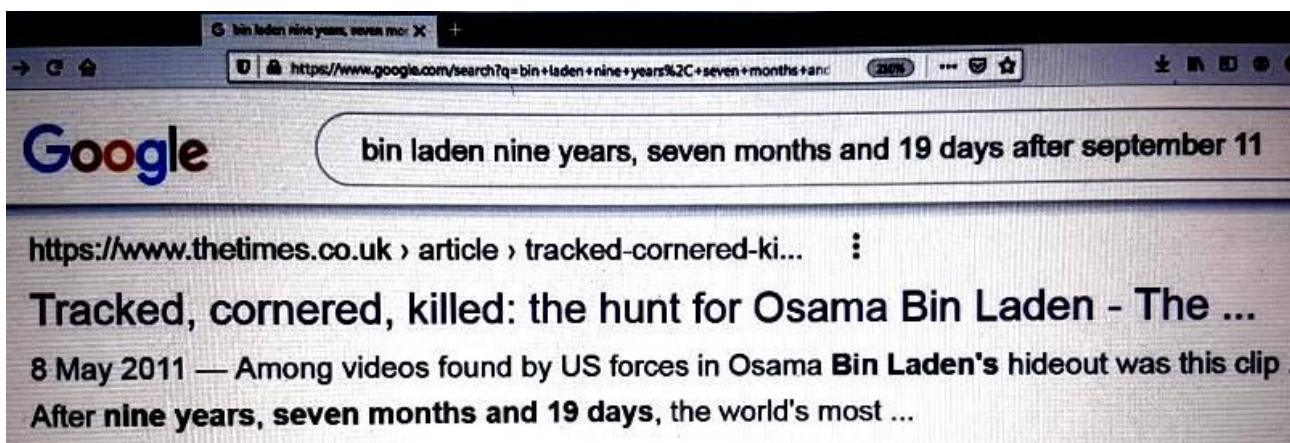 G bin laden nine years, seven mor
https://www.google.com/search?q=bin+laden+nine+years%2C+seven+months+anc
Google
bin laden nine years, seven months and 19 days after september 11
https://www.thetimes.co.uk › article › tracked-cornered-ki...
Tracked, cornered, killed: the hunt for Osama Bin Laden - The ...
8 May 2011 — Among videos found by US forces in Osama Bin Laden's hideout was this clip .
After nine years, seven months and 19 days, the world's most ...